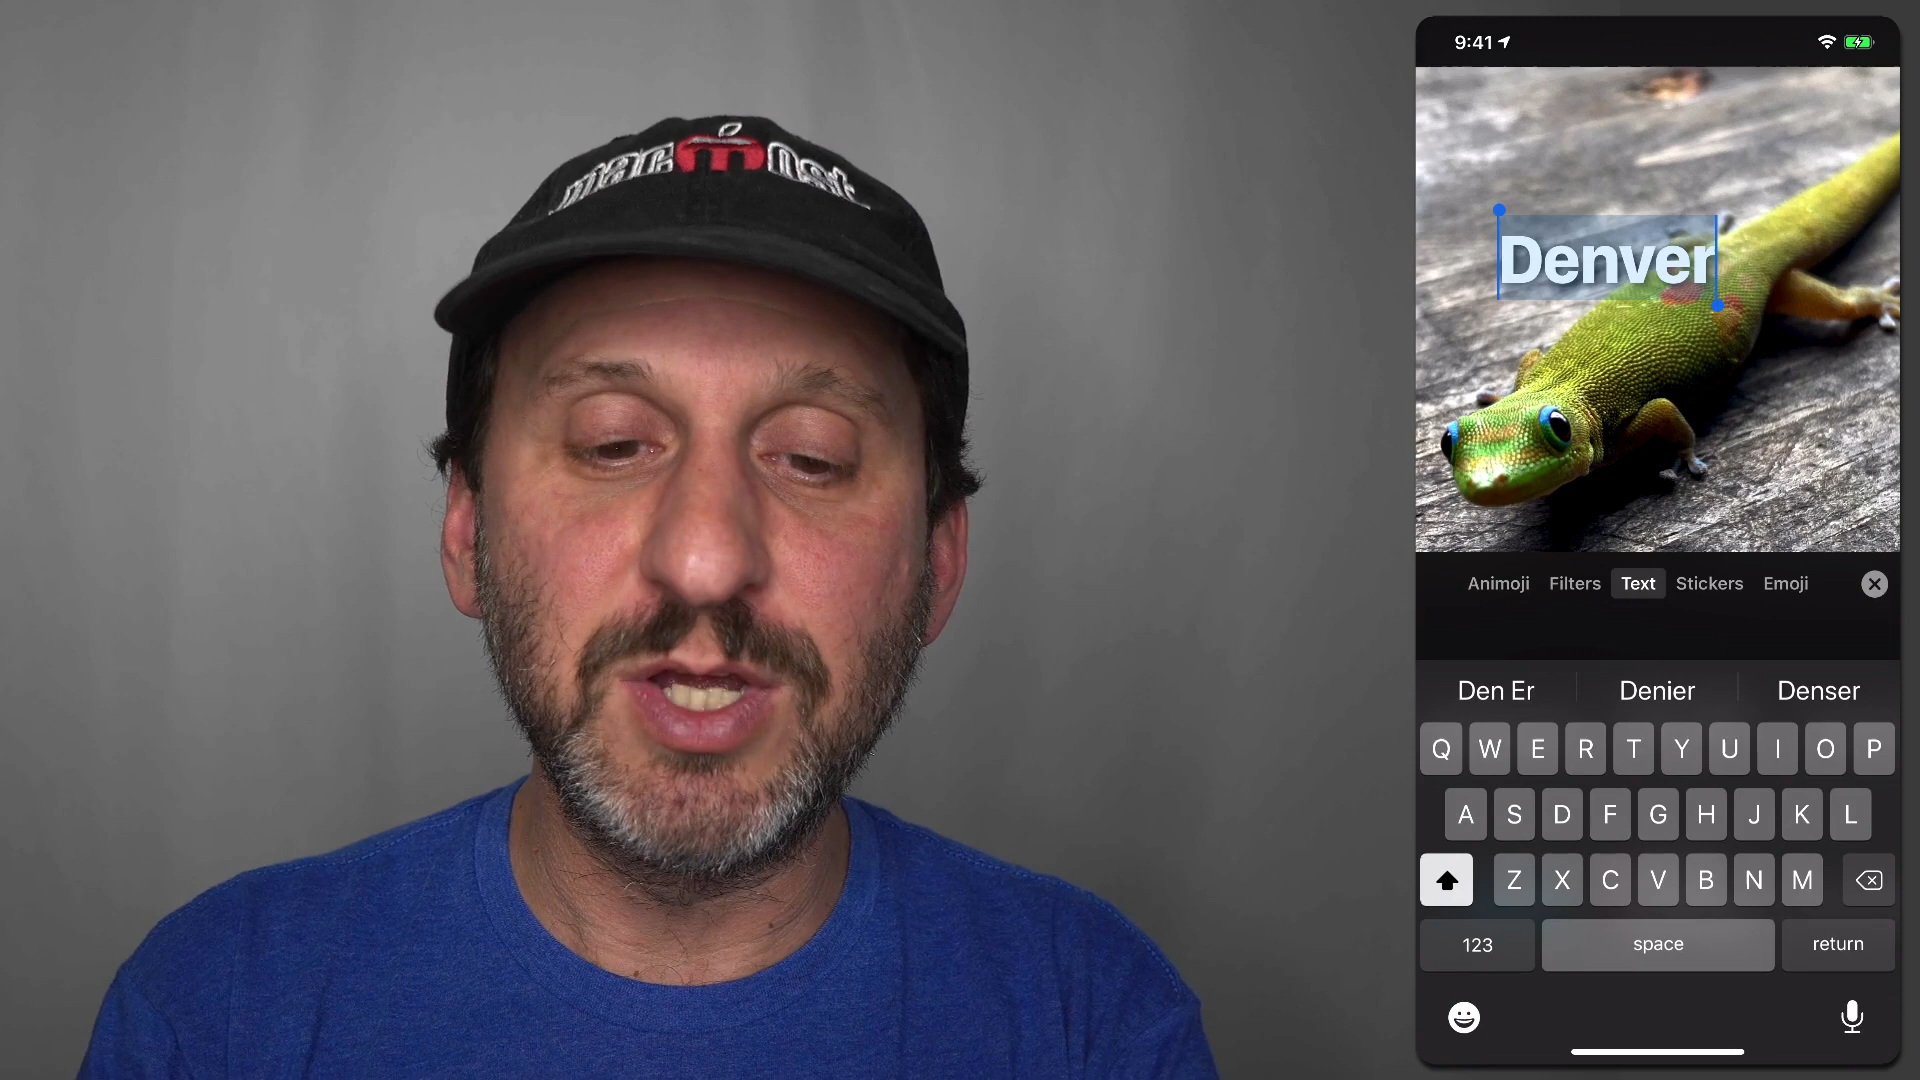 macmost
9:41
Denver
Animoji Filters Text Stickers Emoji
Den Er Denier Denser
Q W E R T Y U I O P
A S D F G H J K L
Z X C V B N M
123 space return